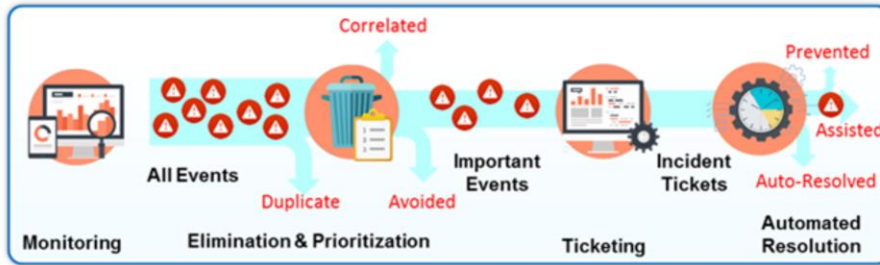 Correlated
Prevented
Assisted
All Events
Important
Events
Incident
Tickets
Duplicate
Avoided
Auto-Resolved
Monitoring
Elimination & Prioritization
Ticketing
Automated
Resolution